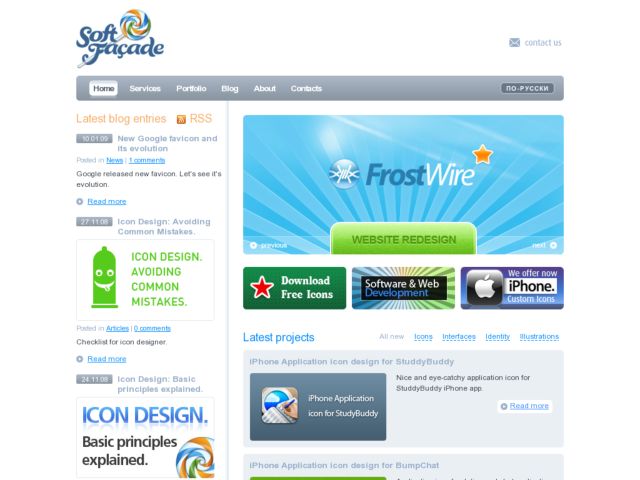 Soft
Façade
contact us
Home Services Portfolio Blog About Contacts
ПО-РУССКИ
Latest blog entries RSS
10.01.09 New Google favicon and
its evolution
Posted in News | 1 comments
Google released new favicon. Let's see it's
evolution.
Read more
27.11.08 Icon Design: Avoiding
Common Mistakes.
ICON DESIGN.
AVOIDING
COMMON
MISTAKES.
Posted in Articles | 0 comments
Checklist for icon designer.
Read more
24.11.08 Icon Design: Basic
principles explained.
ICON DESIGN.
Basic principles
explained.
FrostWire
WEBSITE REDESIGN
previous
next
Download
Free Icons
Software & Web
Development
We offer now
iPhone.
Custom Icons
Latest projects
All new Icons Interfaces Identity Illustrations
iPhone Application icon design for StuddyBuddy
iPhone Application
icon for StudyBuddy
Nice and eye-catchy application icon for
StuddyBuddy iPhone app.
Read more
iPhone Application icon design for BumpChat